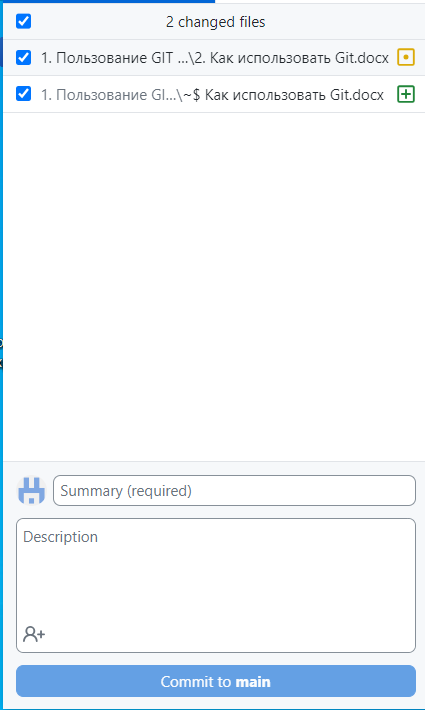 2 changed files
1. Пользование GIT ...\2. Как использовать Git.docx
1. Пользование GI...\~$ Как использовать Git.docx
Summary (required)
Description
Commit to main